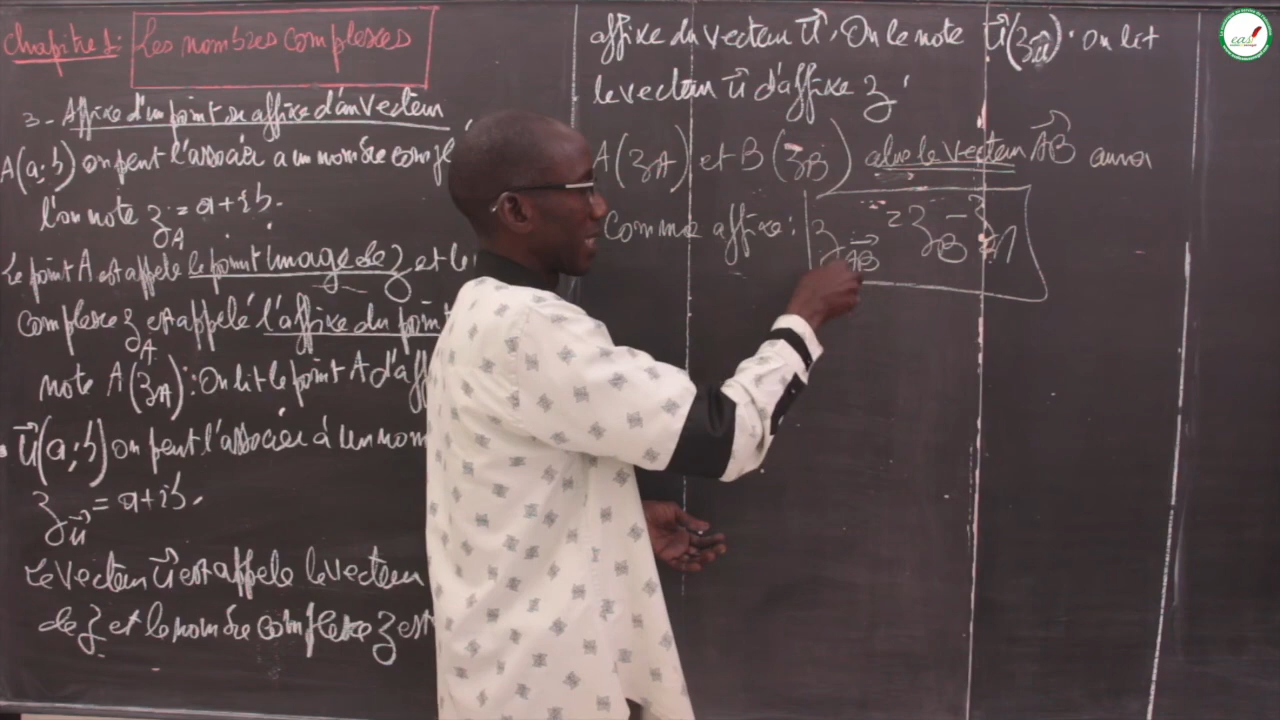 Chapitre 1: Les nombres complexes
3- Affixe d'un point, ou affixe d'un vecteur
A(a; b) on peut l'associer a un nombre compl
l'on note z_A = a+ib.
Le point A est appelé le point image de z et le
complexe z_A est appelé l'affixe du point
note A(z_A): On lit le point A d'aff
u⃗(a; b) on peut l'associer à un nom
z_u⃗ = a+ib.
Le vecteur u⃗ est appelé le vecteur
de z et le nombre complexe z est
affixe du vecteur u⃗. On le note u⃗(z_u⃗). On lit
le vecteur u⃗ d'affixe z.
A(z_A) et B(z_B) alors le vecteur AB⃗ aura
comme affixe: z_AB⃗ = z_B - z_A
eas!